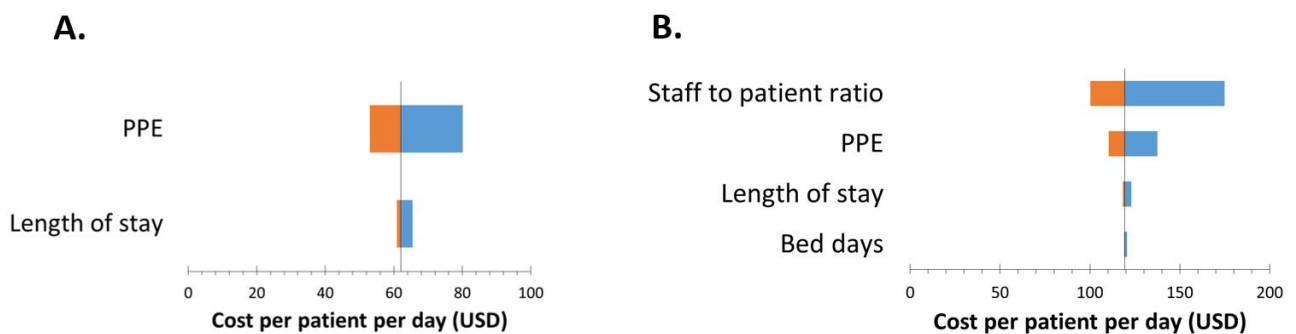 A.
PPE
Length of stay
0 20 40 60 80 100
Cost per patient per day (USD)
B.
Staff to patient ratio
PPE
Length of stay
Bed days
0 50 100 150 200
Cost per patient per day (USD)